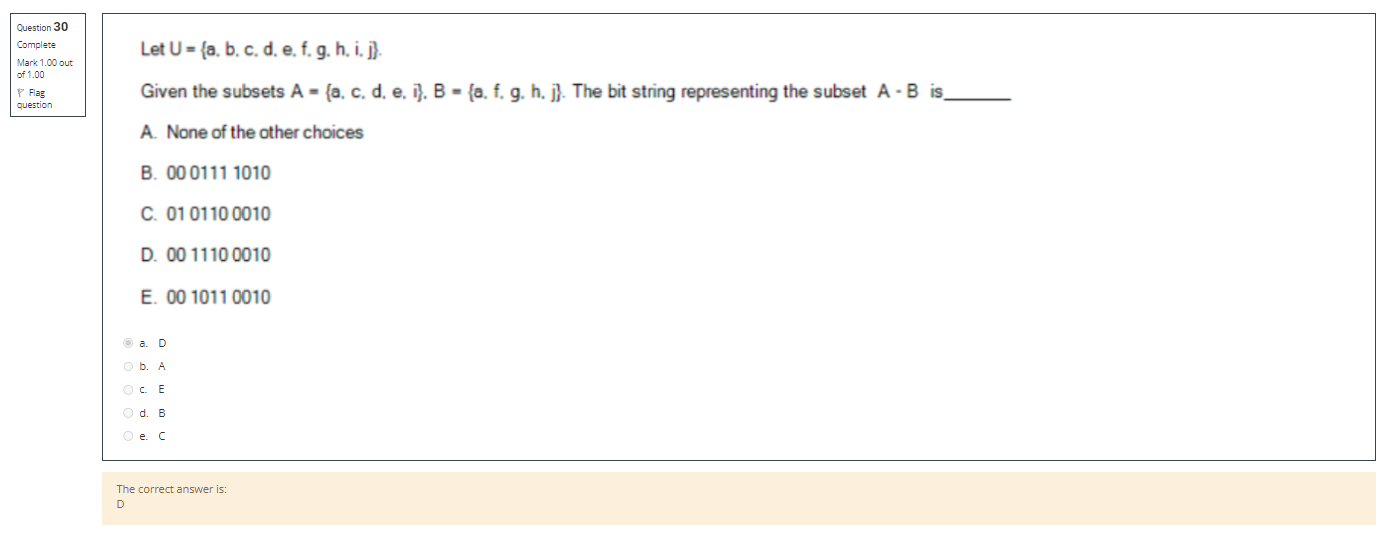 Question 30
Complete
Mark 1.00 out
of 1.00
Flag
question
Let U = {a, b, c, d, e, f, g, h, i, j}.
Given the subsets A = {a, c, d, e, i}, B = {a, f, g, h, j}. The bit string representing the subset A - B is_______
A. None of the other choices
B. 00 0111 1010
C. 01 0110 0010
D. 00 1110 0010
E. 00 1011 0010
a. D
b. A
c. E
d. B
e. C
The correct answer is:
D